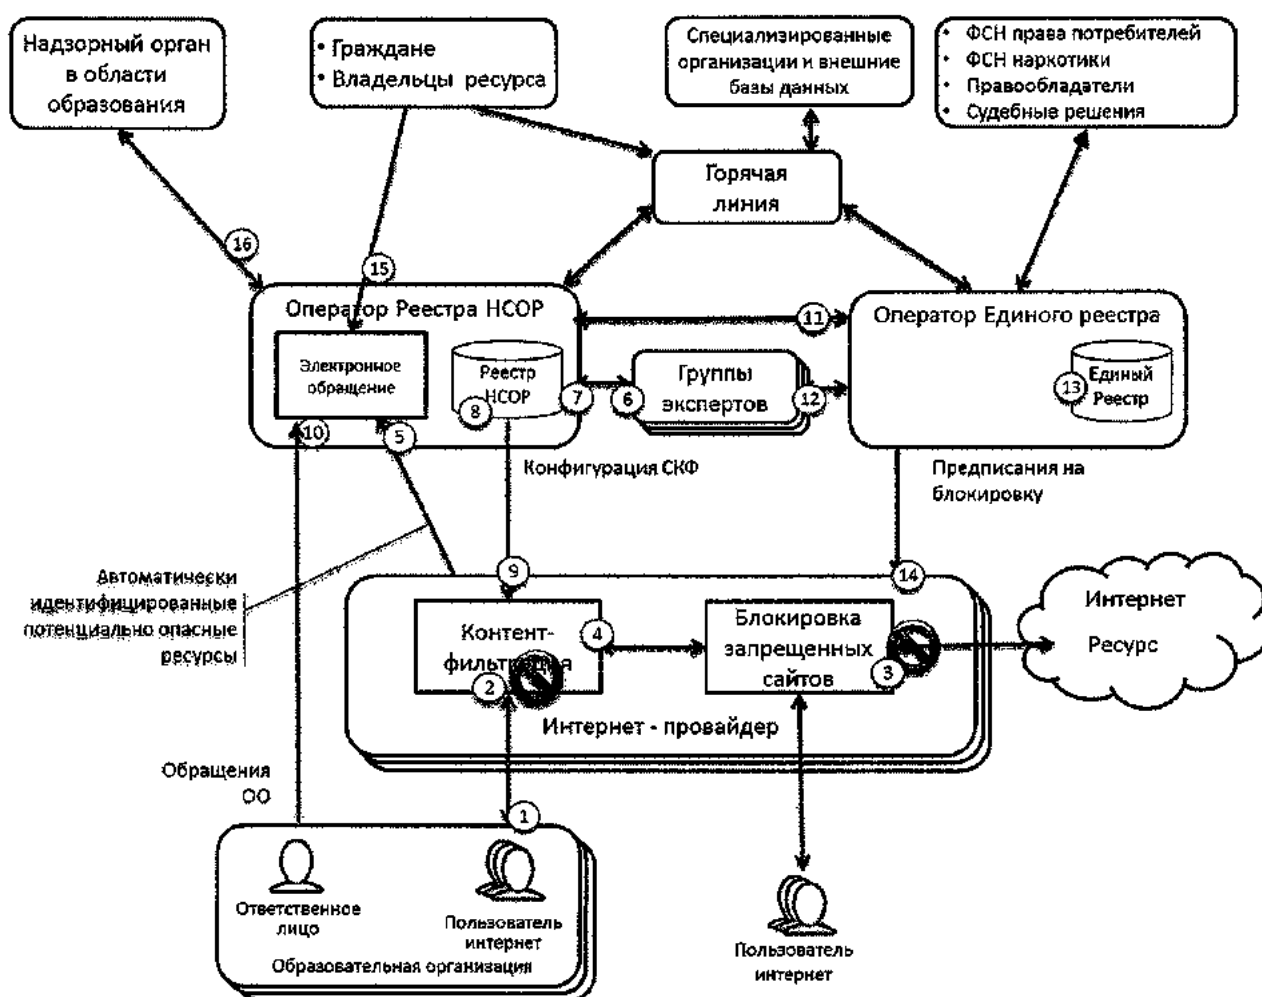 Надзорный орган
в области
образования
• Граждане
• Владельцы ресурса
Специализированные
организации и внешние
базы данных
• ФСН права потребителей
• ФСН наркотики
• Правообладатели
• Судебные решения
Горячая
линия
16
15
Оператор Реестра НСОР
Электронное
обращение
Реестр
НСОР
8
7
6
10
5
Группы
экспертов
11
12
Оператор Единого реестра
Единый
Реестр
13
Конфигурация СКФ
Предписания на
блокировку
Автоматически
идентифицированные
потенциально опасные
ресурсы
9
14
Контент-
фильтрация
2
4
Блокировка
запрещенных
сайтов
3
Интернет
Ресурс
Интернет - провайдер
Обращения
ОО
1
Ответственное
лицо
Пользователь
интернет
Образовательная организация
Пользователь
интернет